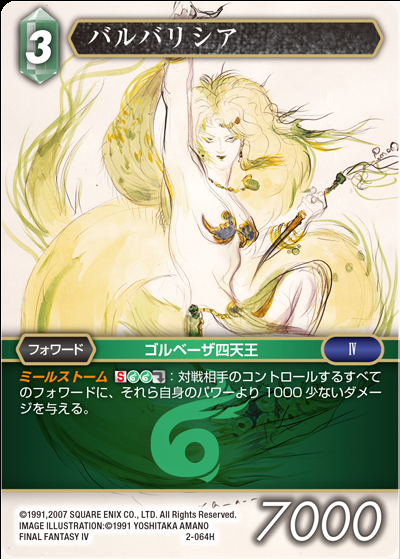 3
バルバリシア
フォワード
ゴルベーザ四天王
IV
ミールストーム S：対戦相手のコントロールするすべて
のフォワードに、それら自身のパワーより 1000 少ないダメー
ジを与える。
©1991,2007 SQUARE ENIX CO., LTD. All Rights Reserved.
IMAGE ILLUSTRATION:©1991 YOSHITAKA AMANO
FINAL FANTASY IV
2-064H
7000